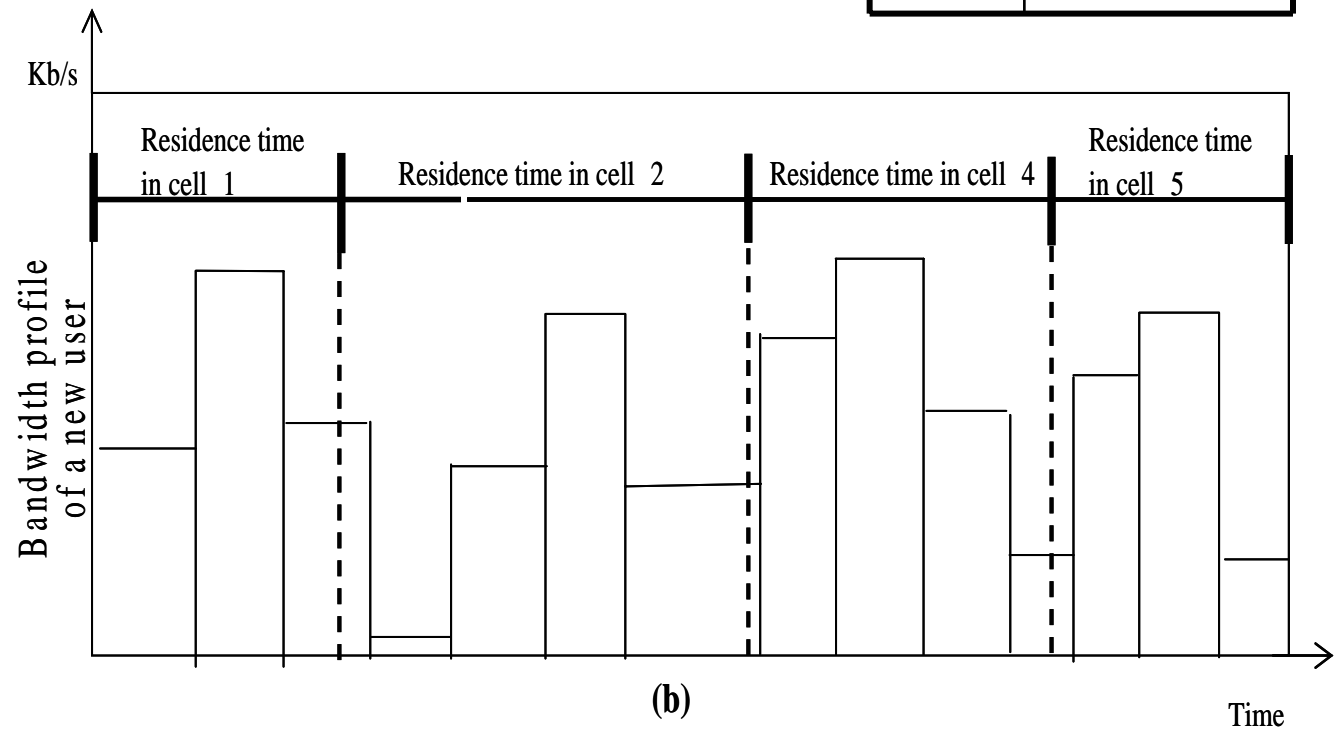 Kb/s
Residence time
in cell 1
Residence time in cell 2
Residence time in cell 4
Residence time
in cell 5
Bandwidth profile
of a new user
(b)
Time